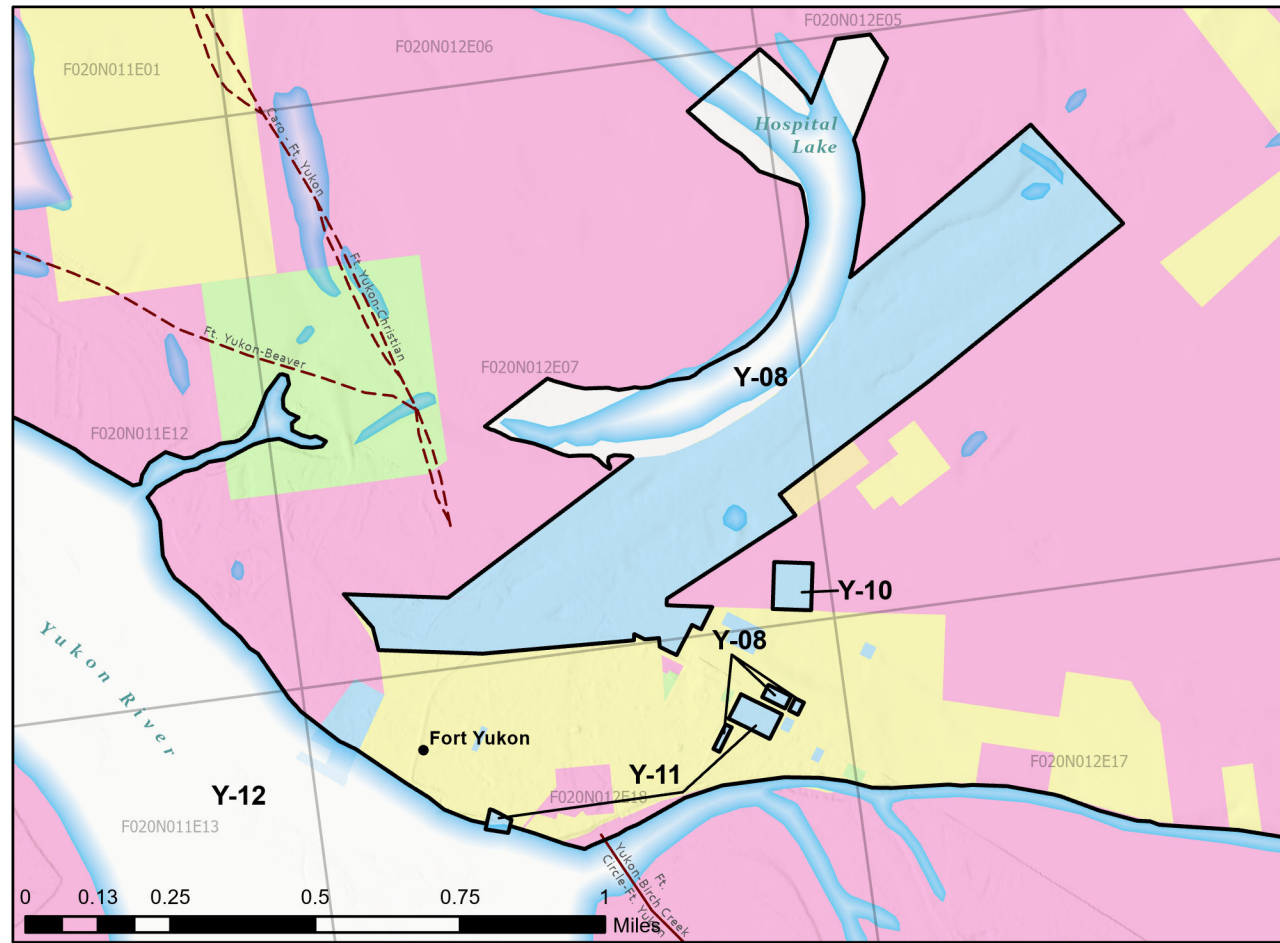 F020N012E05
F020N012E06
F020N011E01
Hospital
Lake
Caro - Ft. Yukon
Ft. Yukon-Christian
Ft. Yukon-Beaver
F020N012E07
Y-08
F020N011E12
Y-10
Y-08
Yukon River
Fort Yukon
F020N012E17
Y-11
Y-12
F020N012E18
F020N011E13
Ft.
Yukon-Birch Creek
Circle-Ft. Yukon
0 0.13 0.25 0.5 0.75 1
Miles